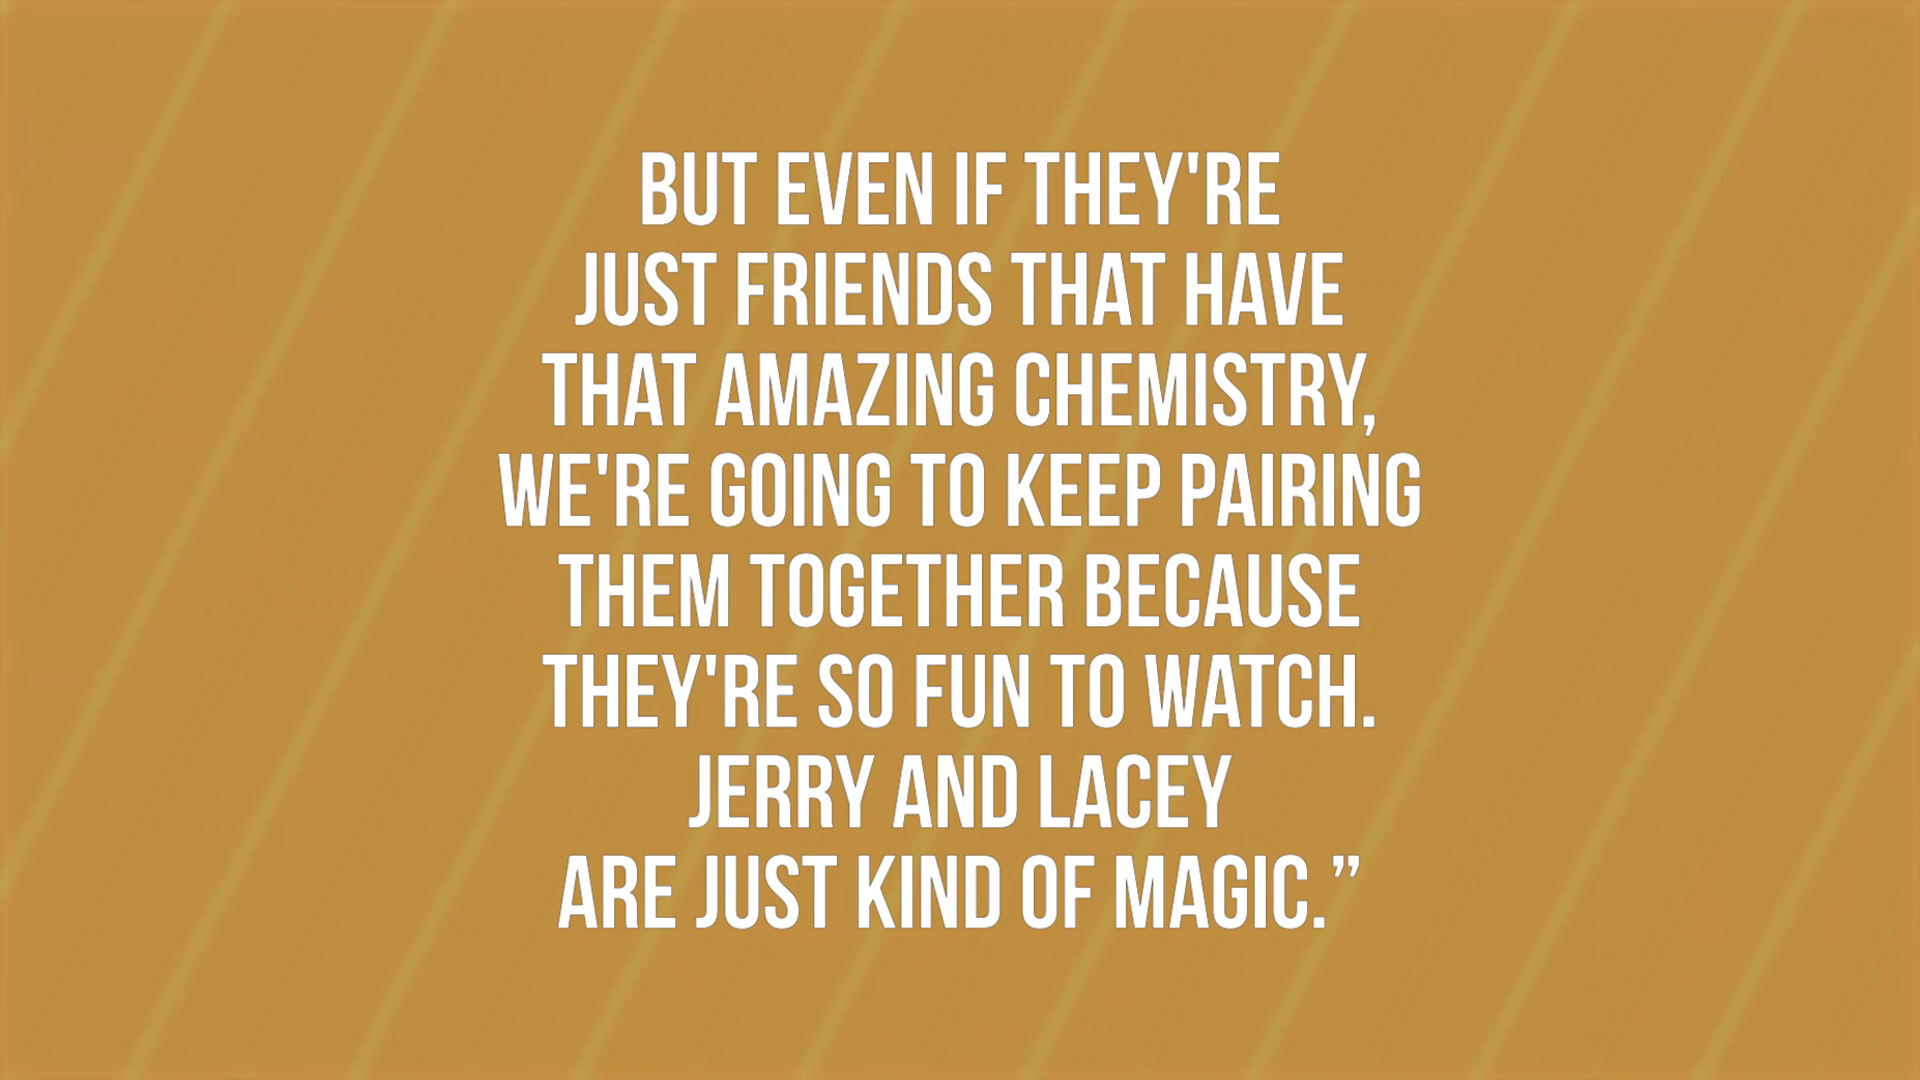 BUT EVEN IF THEY'RE
JUST FRIENDS THAT HAVE
THAT AMAZING CHEMISTRY,
WE'RE GOING TO KEEP PAIRING
THEM TOGETHER BECAUSE
THEY'RE SO FUN TO WATCH.
JERRY AND LACEY
ARE JUST KIND OF MAGIC.”